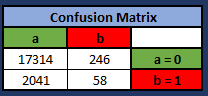 Confusion Matrix
a b
17314 246 a = 0
2041 58 b = 1